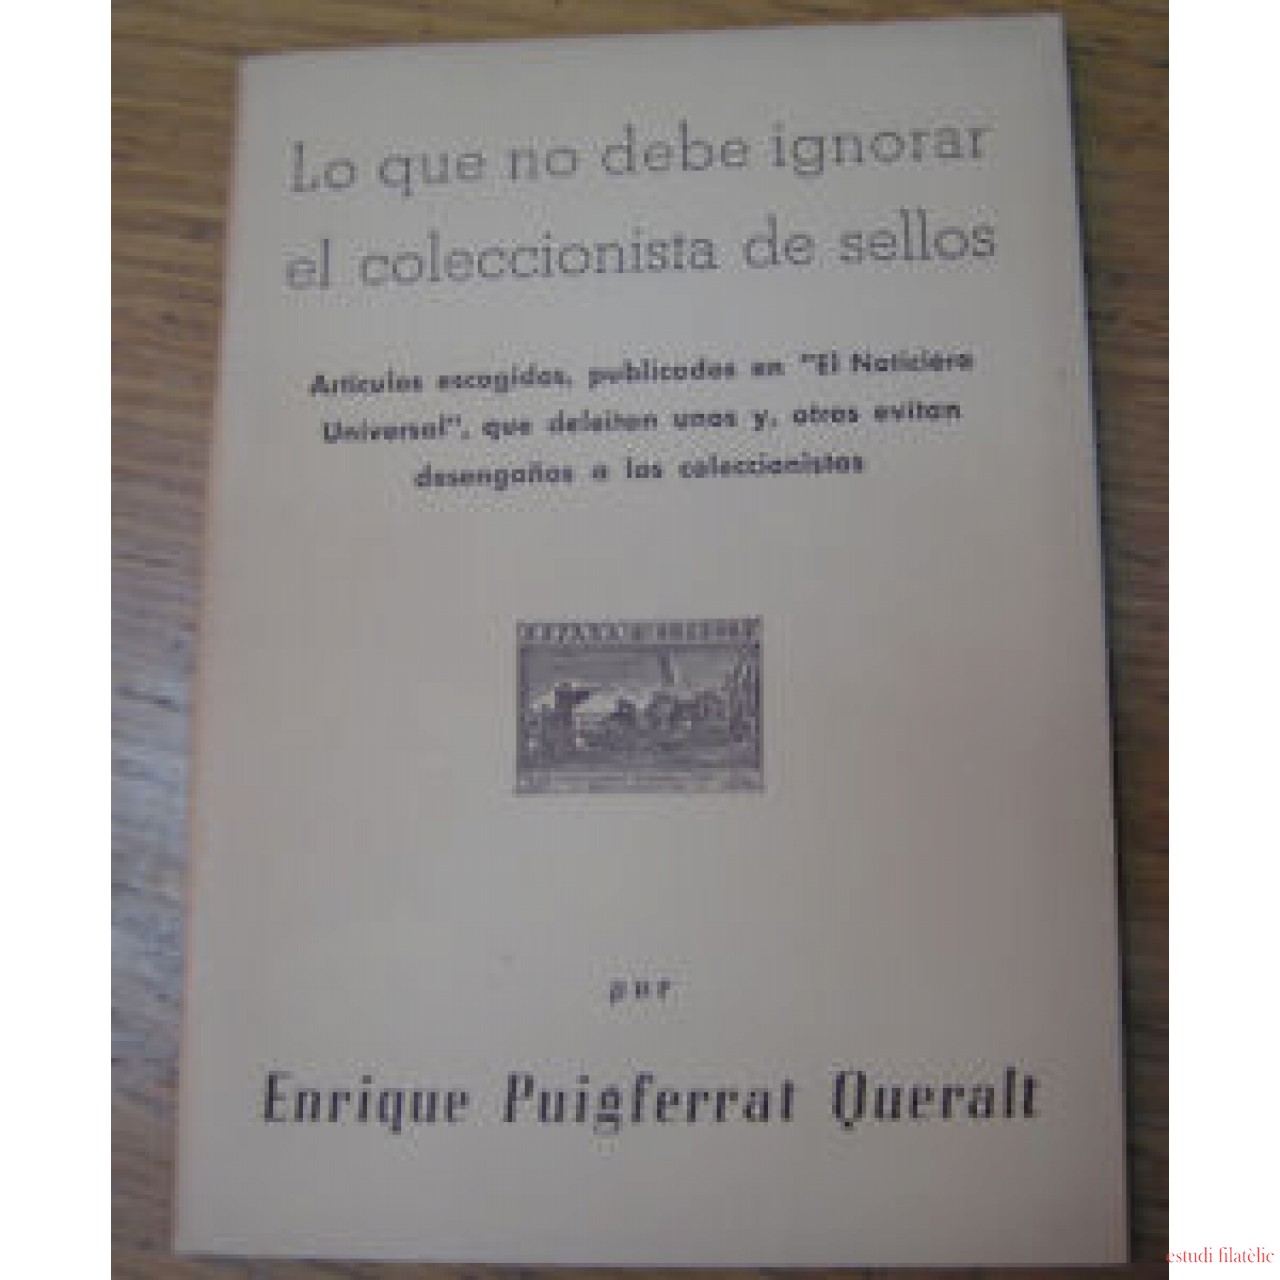 Lo que no debe ignorar
el coleccionista de sellos
Artículos escogidos, publicados en "El Noticiero
Universal", que deleitan unos y, otros evitan
desengaños a los coleccionistas
ESPAÑA
por
Enrique Puigferrat Queralt
estudi filatèlic